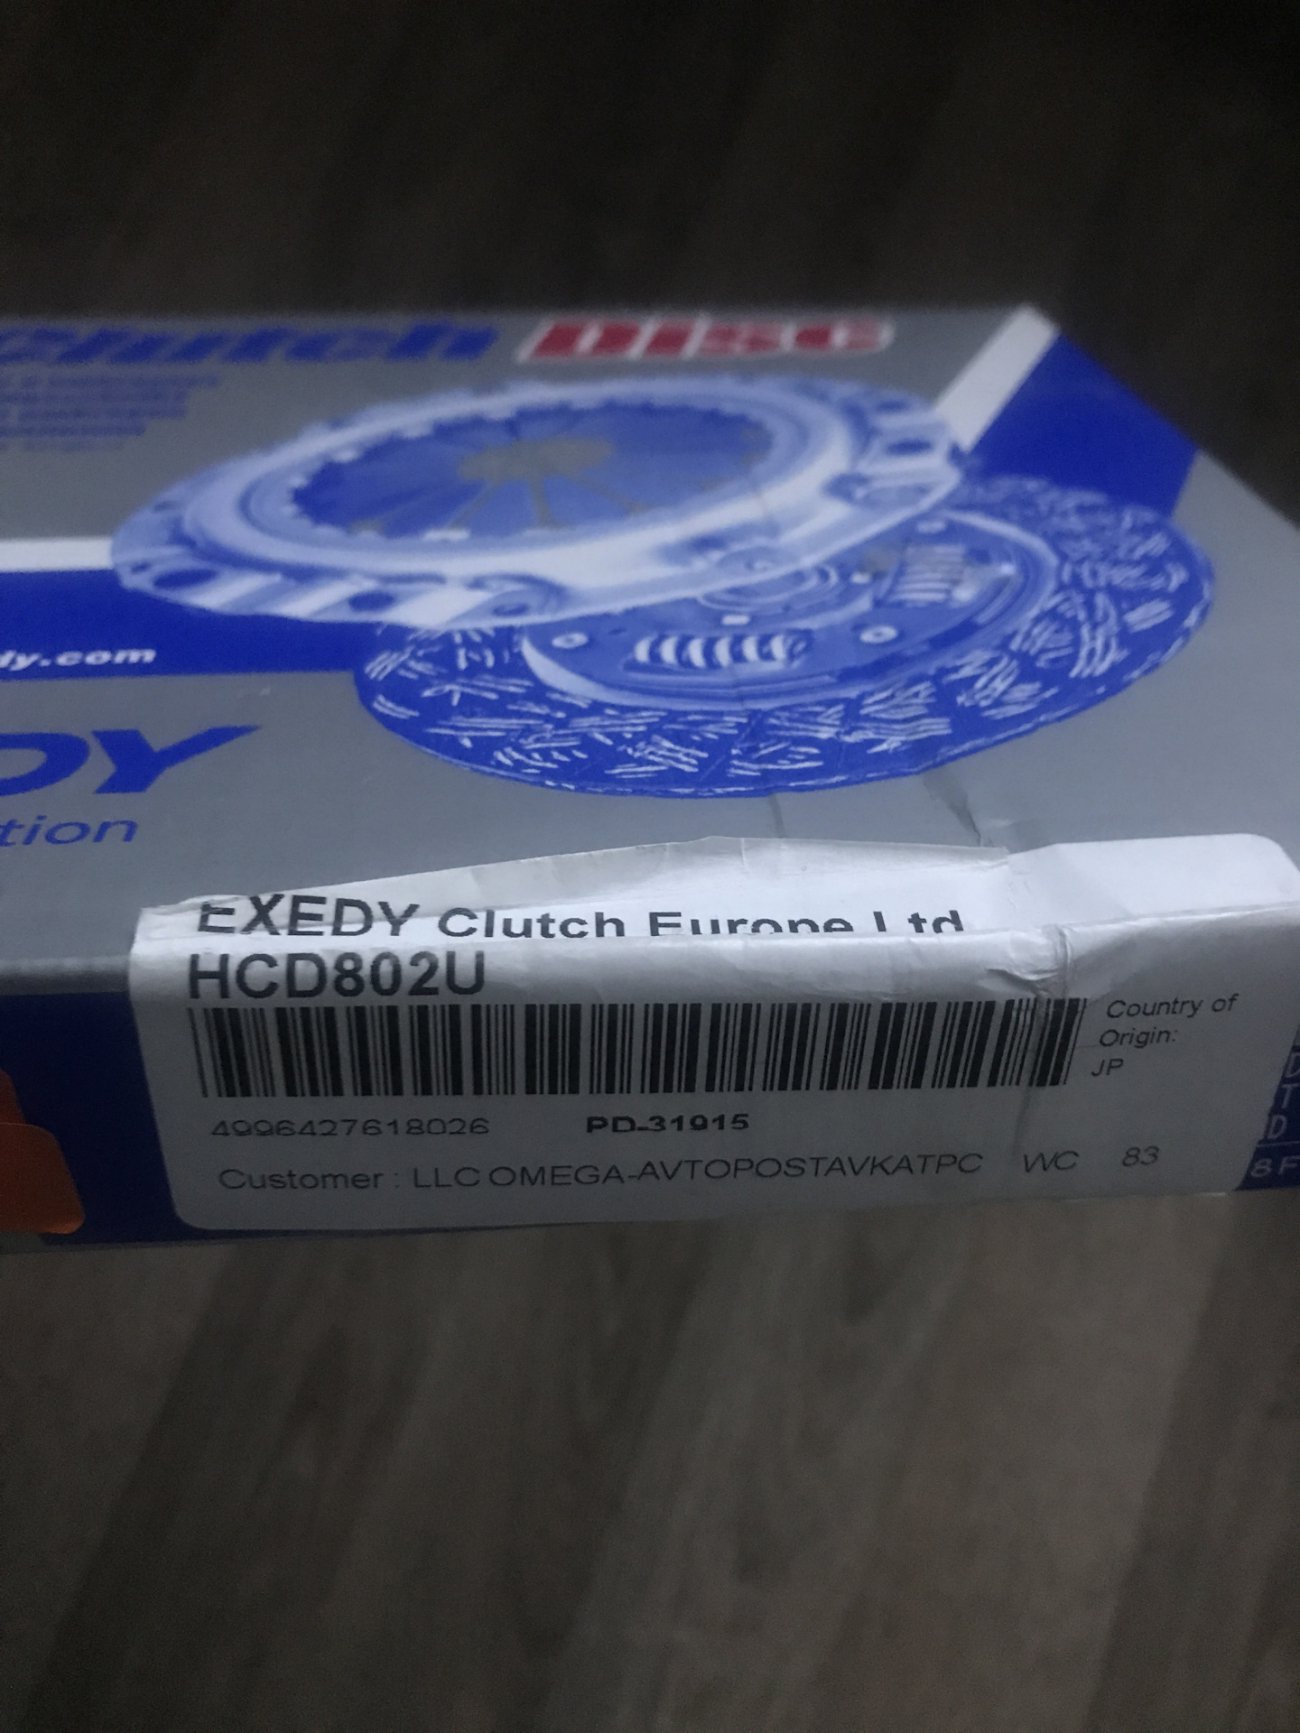 Clutch DISC
dy.com
DY
tion
EXEDY Clutch Europe Ltd
HCD802U
Country of
Origin:
JP
4996427618026 PD-31915
Customer : LLC OMEGA-AVTOPOSTAVKATPC WC 83
D
T
D
8F